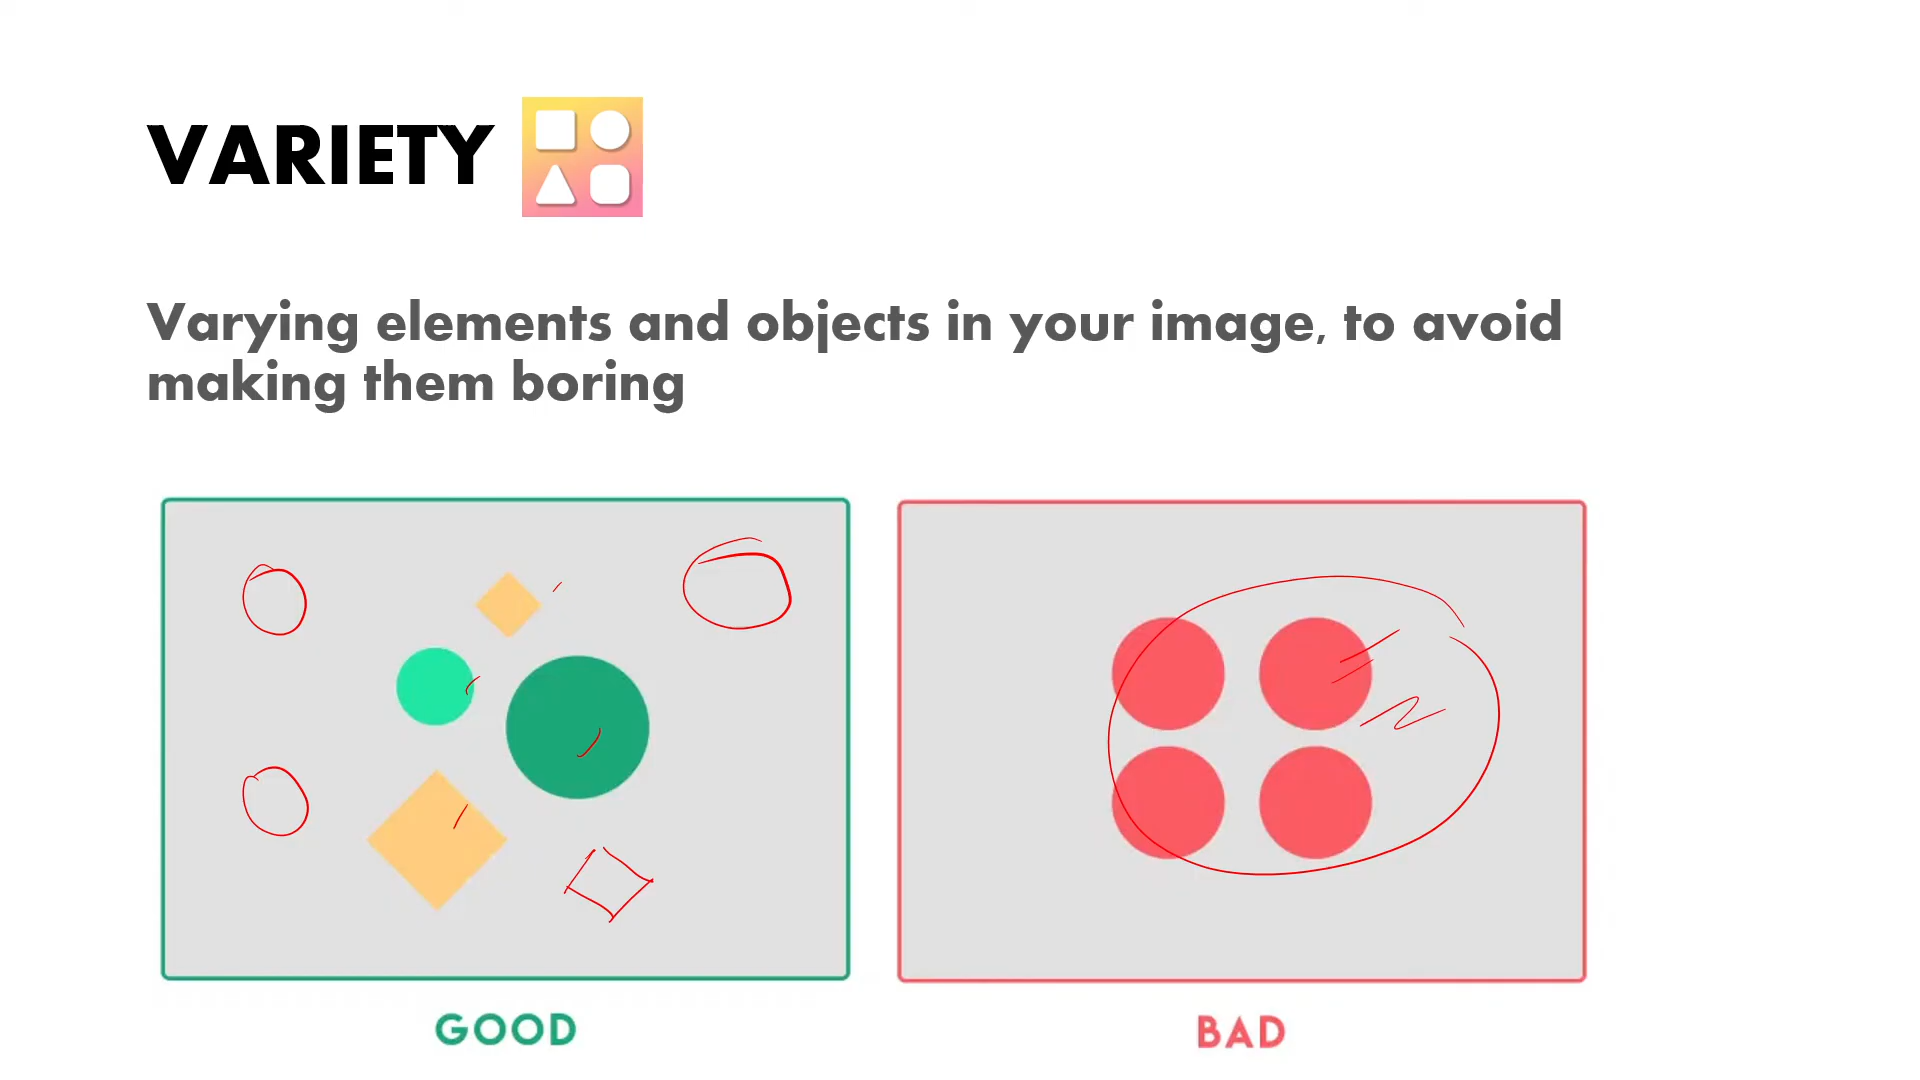 VARIETY
Varying elements and objects in your image, to avoid
making them boring
GOOD
BAD